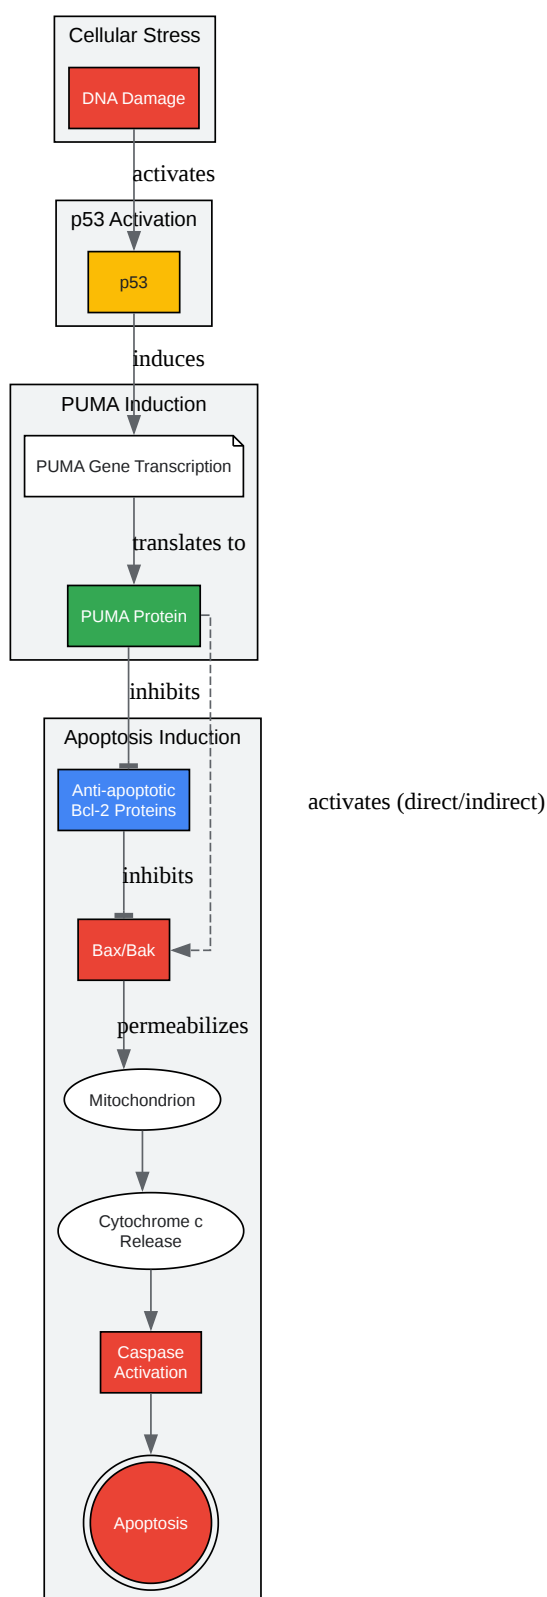 Cellular Stress
DNA Damage
activates
p53 Activation
p53
induces
PUMA Induction
PUMA Gene Transcription
translates to
PUMA Protein
inhibits
Apoptosis Induction
Anti-apoptotic
Bcl-2 Proteins
activates (direct/indirect)
inhibits
Bax/Bak
permeabilizes
Mitochondrion
Cytochrome c
Release
Caspase
Activation
Apoptosis